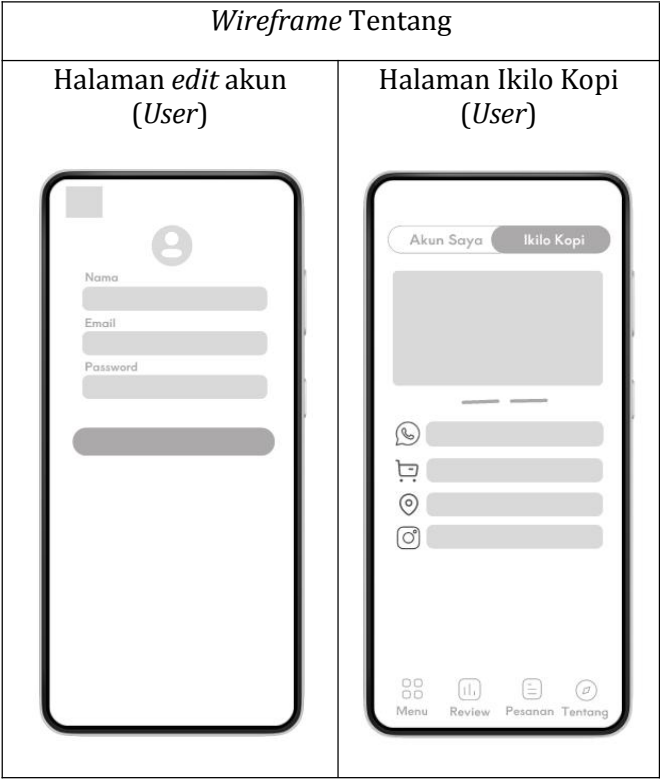 Wireframe Tentang
Halaman edit akun
(User)
Halaman Ikilo Kopi
(User)
Nama
Email
Password
Akun Saya
Ikilo Kopi
Menu
Review
Pesanan
Tentang